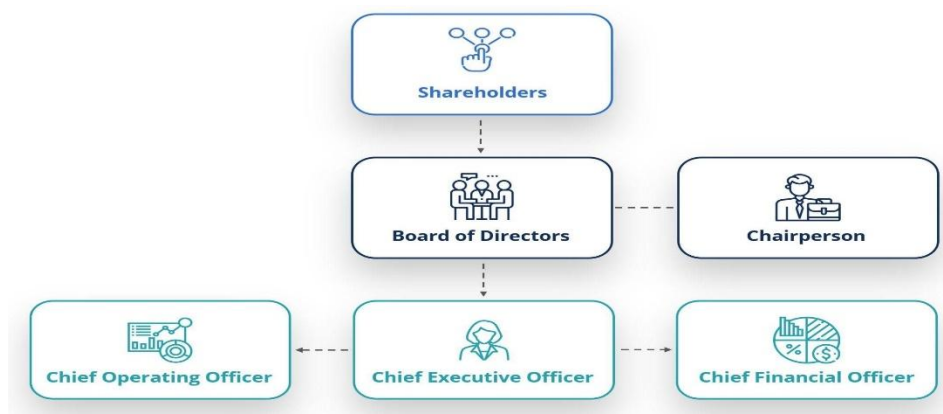 Shareholders
Board of Directors
Chairperson
Chief Operating Officer
Chief Executive Officer
Chief Financial Officer